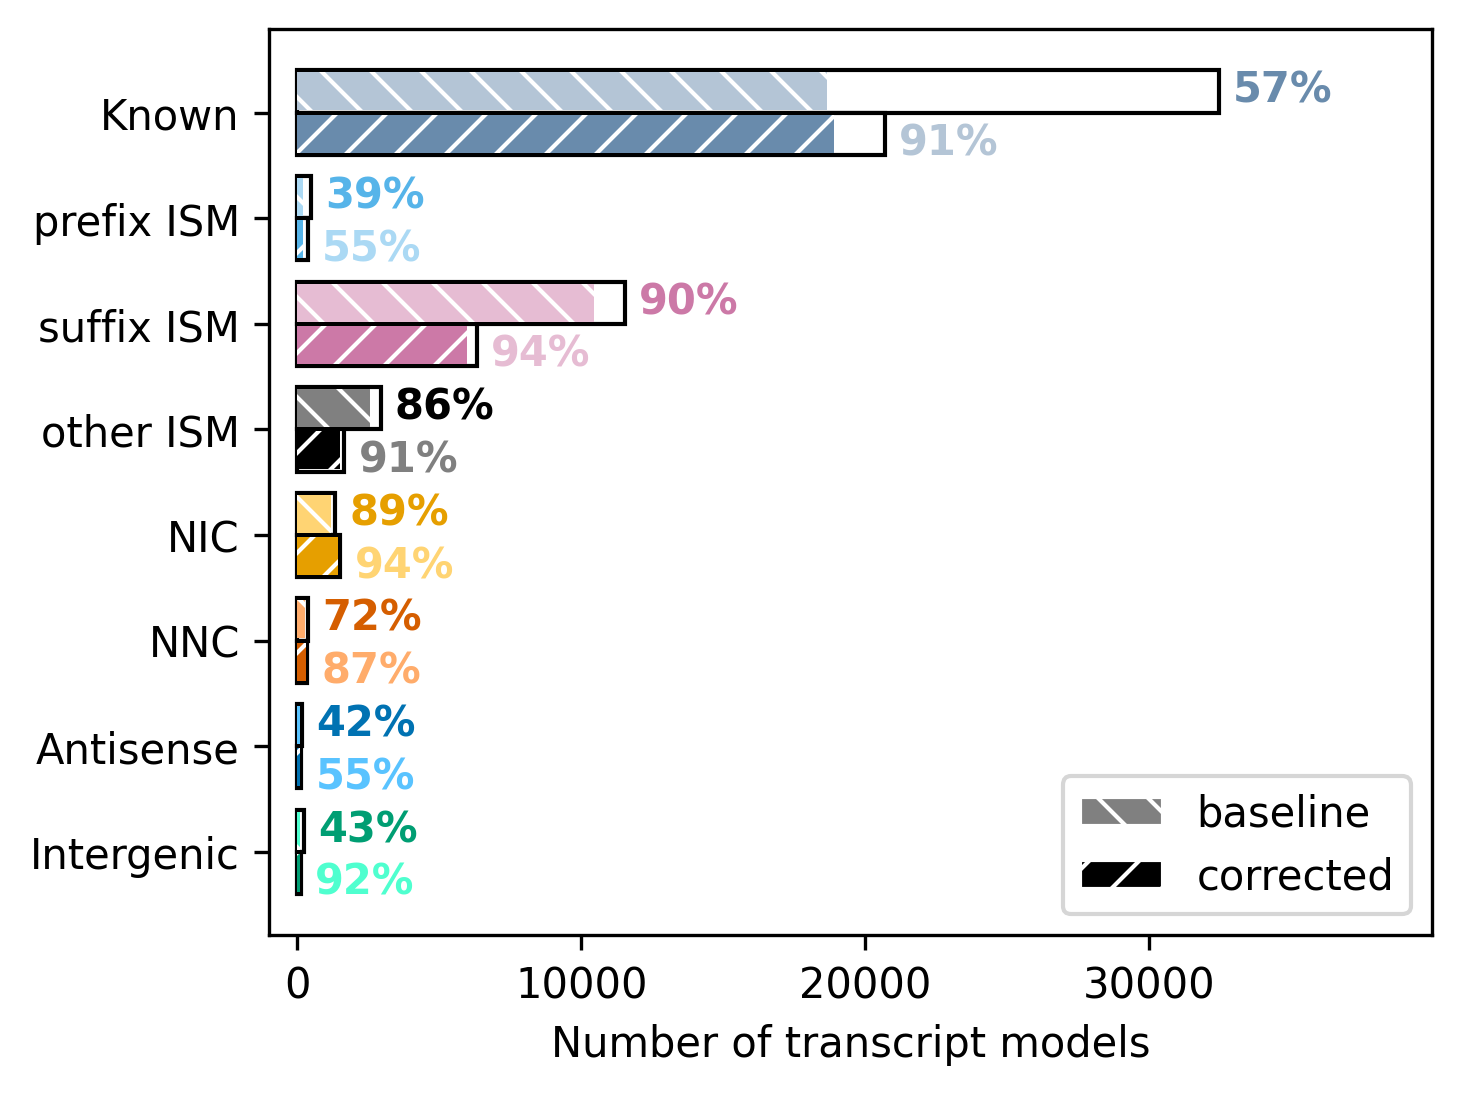 Known
57%
91%
prefix ISM
39%
55%
suffix ISM
90%
94%
other ISM
86%
91%
NIC
89%
94%
NNC
72%
87%
Antisense
42%
55%
Intergenic
43%
92%
baseline
corrected
0 10000 20000 30000
Number of transcript models